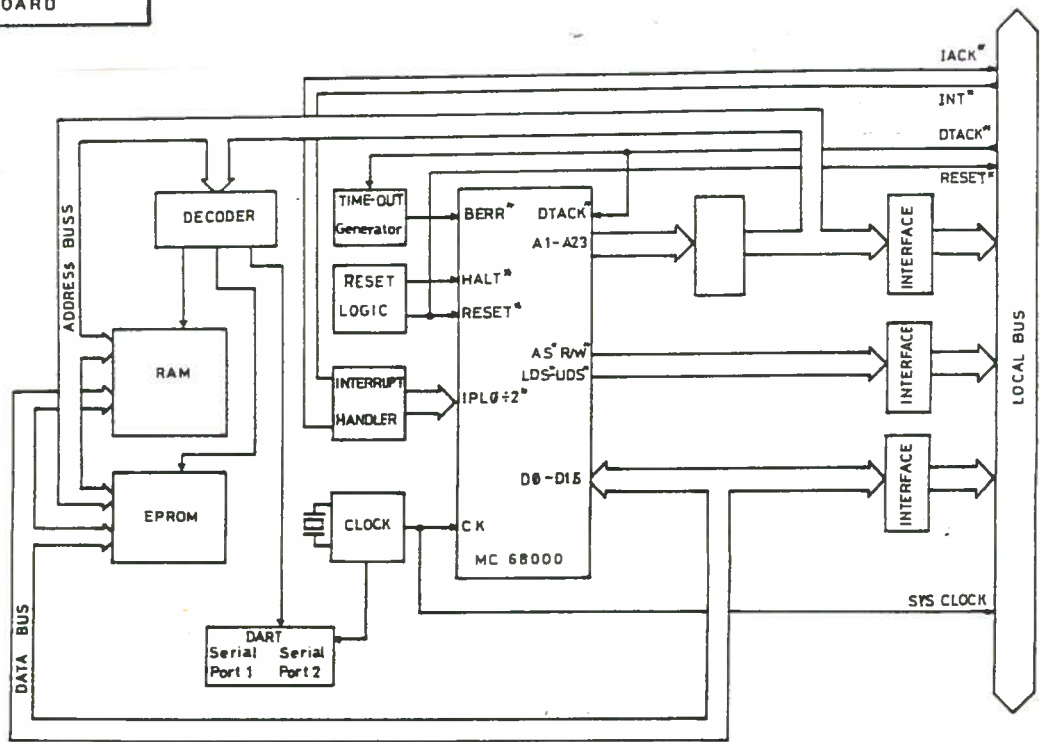 OARD
IACK*
INT*
DTACK*
RESET*
DECODER
TIME-OUT
Generator
BERR*
DTACK*
A1-A23
INTERFACE
ADDRESS BUSS
RESET
LOGIC
HALT*
RESET*
RAM
AS* R/W*
LDS*-UDS*
INTERFACE
LOCAL BUS
INTERRUPT
HANDLER
IPL0÷2*
D0-D15
INTERFACE
EPROM
CLOCK
CK
MC 68000
SYS CLOCK
DATA BUS
DART
Serial Serial
Port 1 Port 2